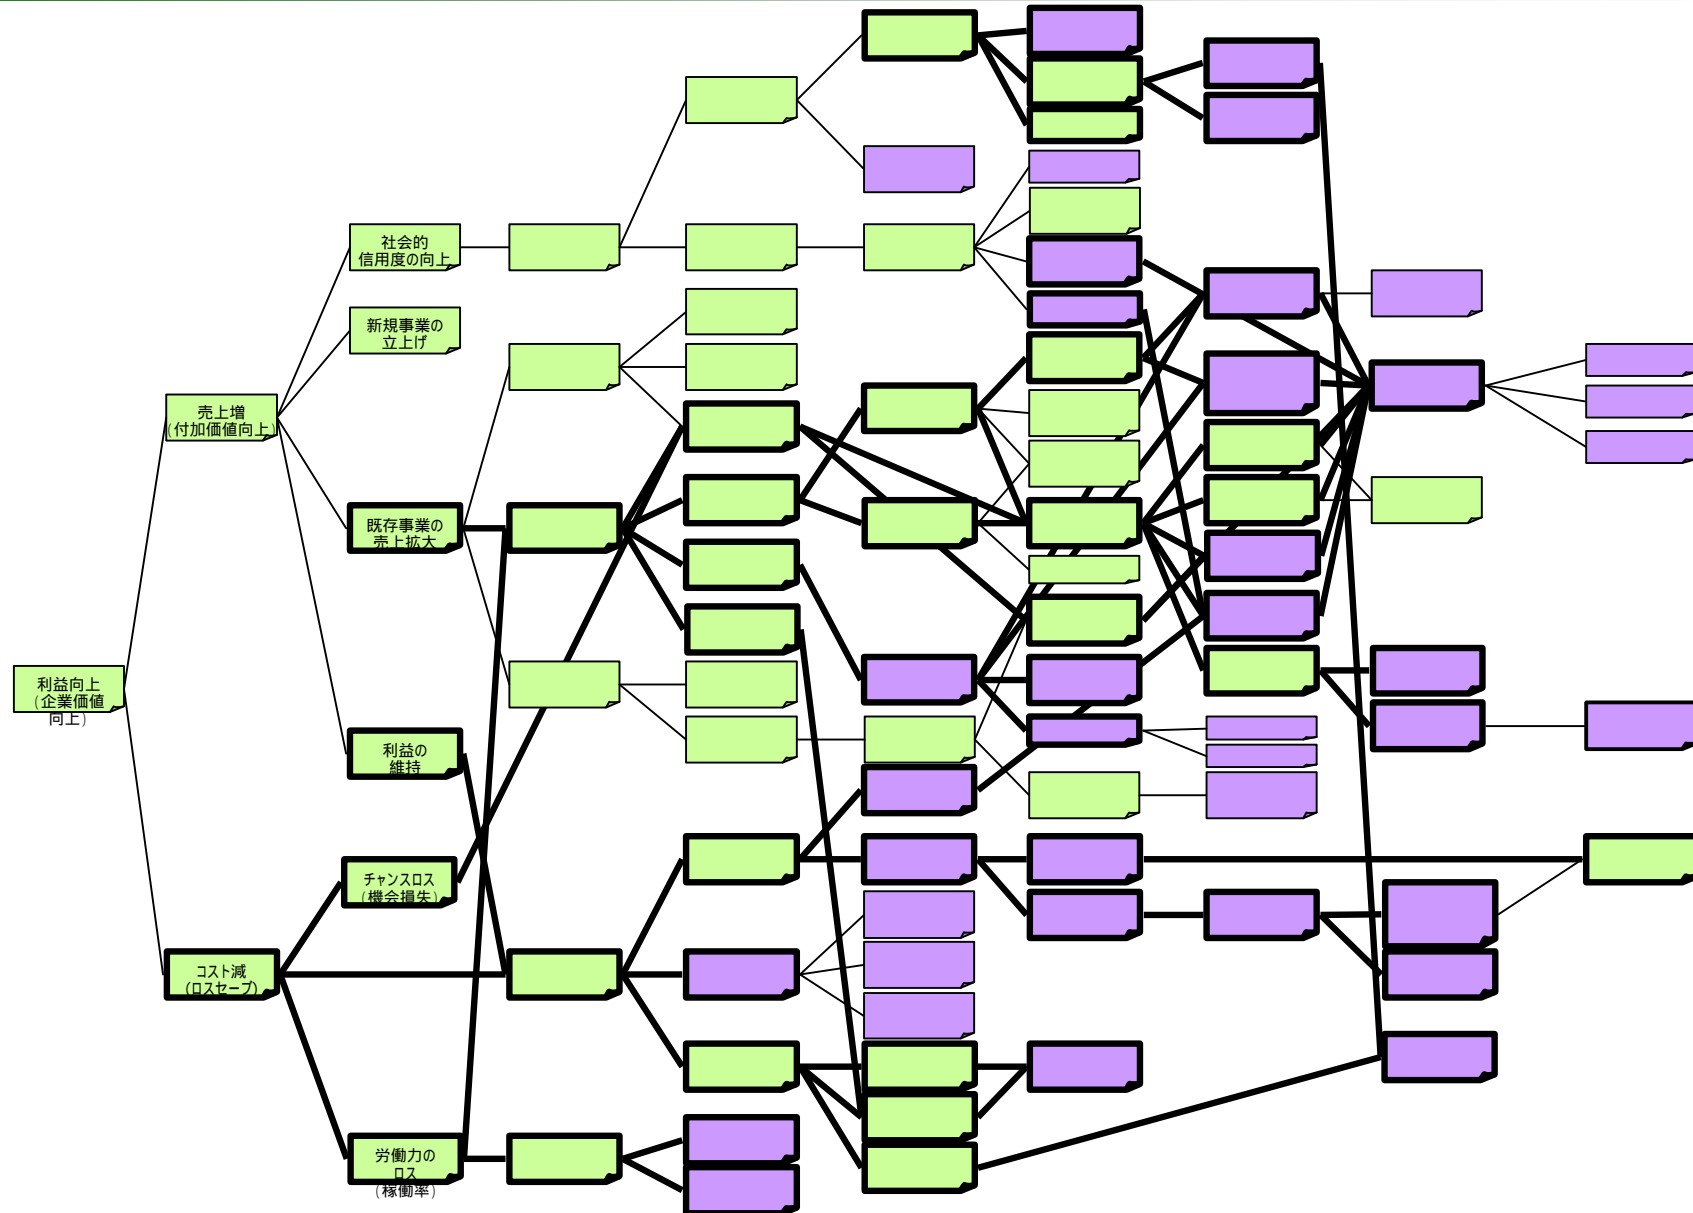 社会的
信用度の向上
新規事業の
立上げ
売上増
(付加価値向上)
既存事業の
売上拡大
利益向上
(企業価値
向上)
利益の
維持
チャンスロス
(機会損失)
コスト減
(ロスセーブ)
労働力の
ロス
(稼働率)